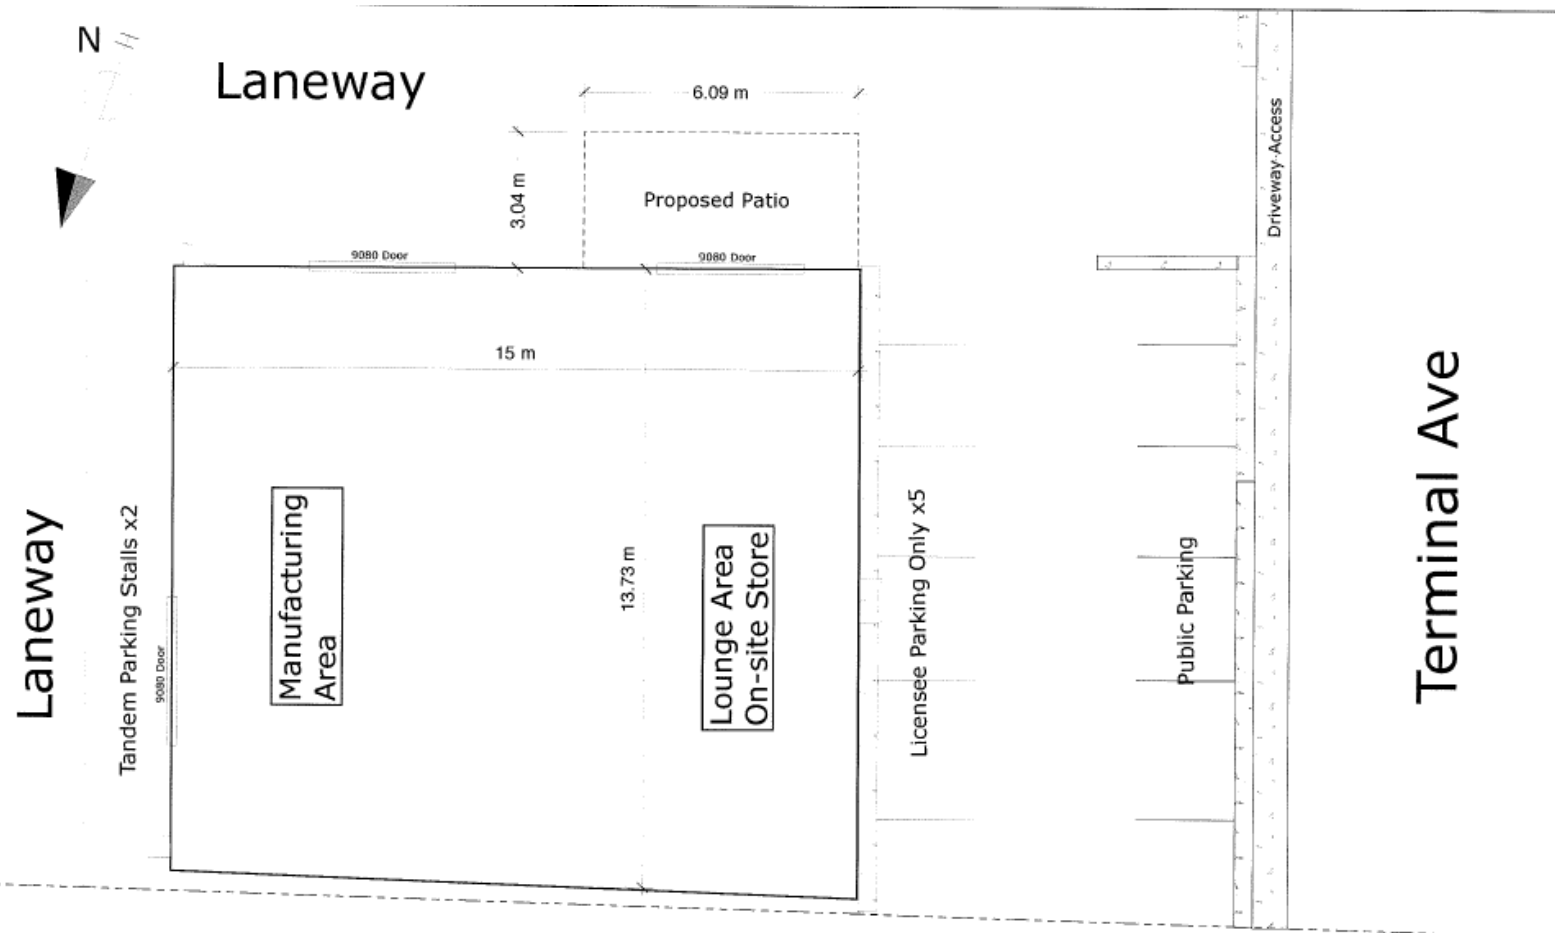 N
Laneway
6.09 m
3.04 m
Proposed Patio
Driveway Access
9080 Door
9080 Door
15 m
Laneway
Tandem Parking Stalls x2
9080 Door
Manufacturing
Area
13.73 m
Lounge Area
On-site Store
Licensee Parking Only x5
Public Parking
Terminal Ave